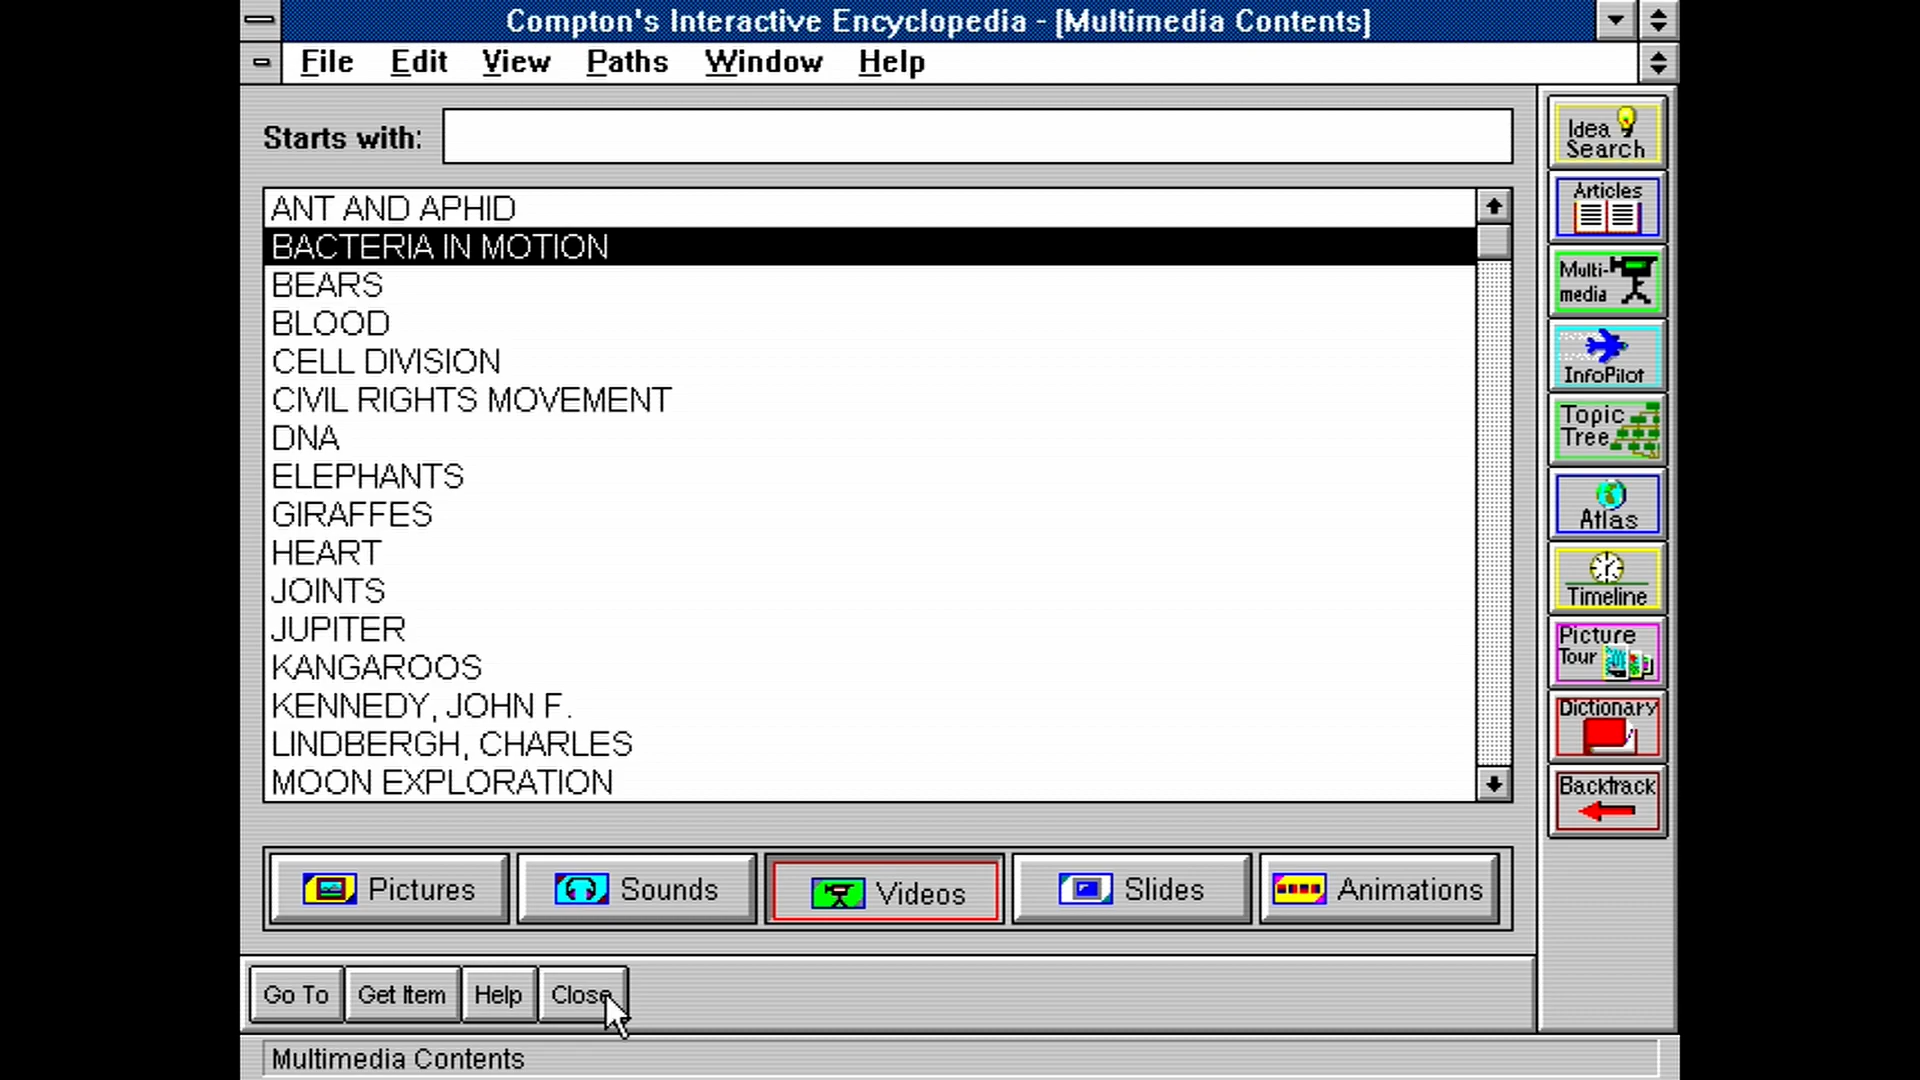 Compton's Interactive Encyclopedia - [Multimedia Contents]
File Edit View Paths Window Help
Starts with:
ANT AND APHID
BACTERIA IN MOTION
BEARS
BLOOD
CELL DIVISION
CIVIL RIGHTS MOVEMENT
DNA
ELEPHANTS
GIRAFFES
HEART
JOINTS
JUPITER
KANGAROOS
KENNEDY, JOHN F.
LINDBERGH, CHARLES
MOON EXPLORATION
Pictures Sounds Videos Slides Animations
Go To Get Item Help Close
Multimedia Contents
Idea
Search
Articles
Multi-
media
InfoPilot
Topic
Tree
Atlas
Timeline
Picture
Tour
Dictionary
Backtrack